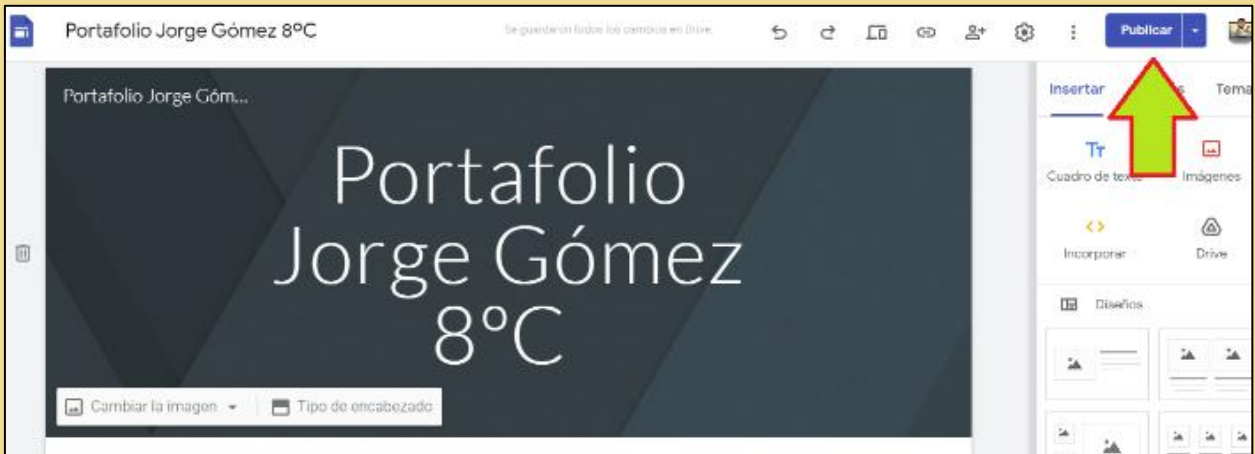 Portafolio Jorge Gómez 8ºC
Se guardaron todos los cambios en Drive.
Publicar
Portafolio Jorge Góm...
Portafolio
Jorge Gómez
8ºC
Cambiar la imagen
Tipo de encabezado
Insertar
Tema
Cuadro de texto
Imágenes
Incorporar
Drive
Diseños